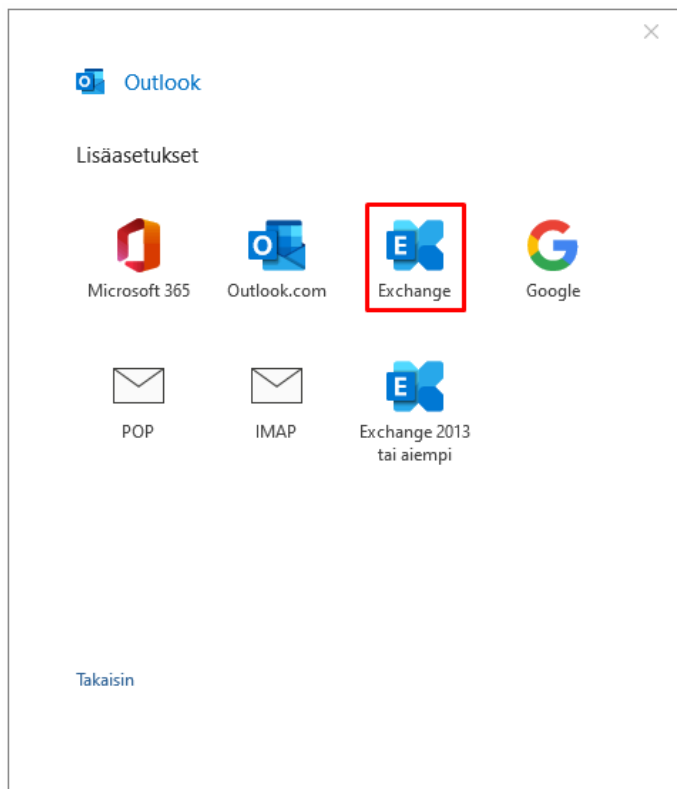 Outlook
Lisäasetukset
Microsoft 365
Outlook.com
Exchange
Google
POP
IMAP
Exchange 2013
tai aiempi
Takaisin